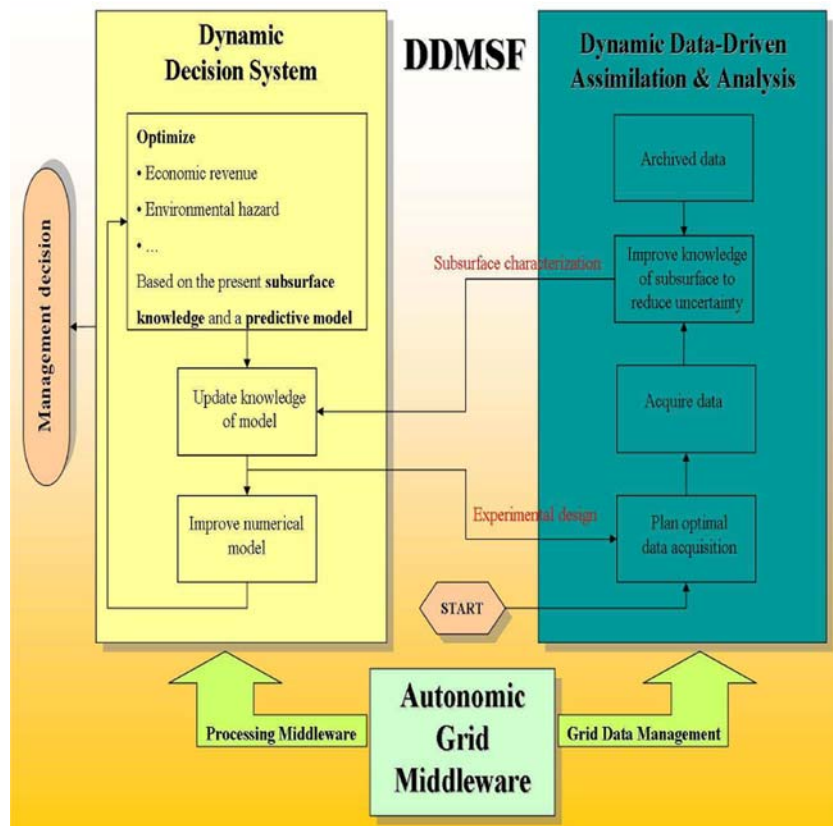 Dynamic
Decision System
DDMSF
Dynamic Data-Driven
Assimilation & Analysis
Optimize
• Economic revenue
• Environmental hazard
• ...
Based on the present subsurface
knowledge and a predictive model
Archived data
Improve knowledge
of subsurface to
reduce uncertainty
Subsurface characterization
Management decision
Update knowledge
of model
Acquire data
Improve numerical
model
Experimental design
Plan optimal
data acquisition
START
Autonomic
Grid
Middleware
Processing Middleware
Grid Data Management